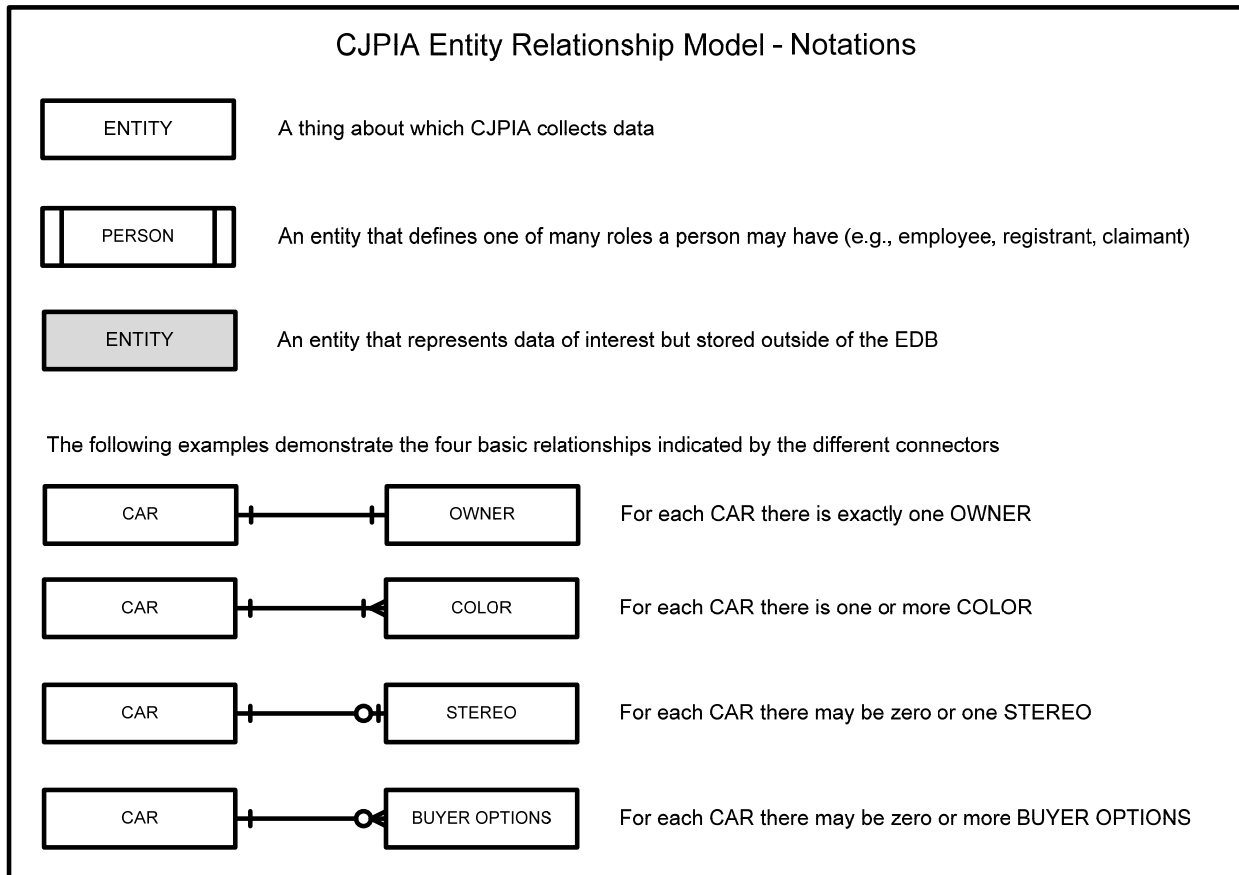 CJPIA Entity Relationship Model - Notations
ENTITY
A thing about which CJPIA collects data
PERSON
An entity that defines one of many roles a person may have (e.g., employee, registrant, claimant)
ENTITY
An entity that represents data of interest but stored outside of the EDB
The following examples demonstrate the four basic relationships indicated by the different connectors
CAR
OWNER
For each CAR there is exactly one OWNER
CAR
COLOR
For each CAR there is one or more COLOR
CAR
STEREO
For each CAR there may be zero or one STEREO
CAR
BUYER OPTIONS
For each CAR there may be zero or more BUYER OPTIONS